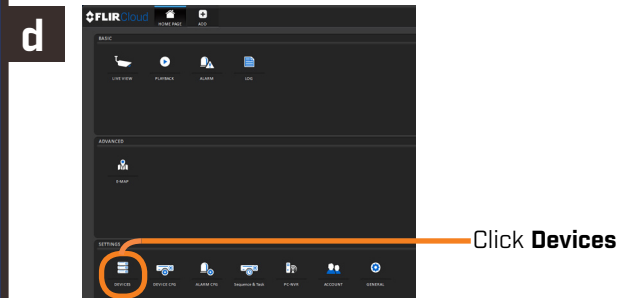 d
FLIR Cloud
HOME PAGE
ADD
BASIC
LIVE VIEW PLAYBACK ALARM LOG
ADVANCED
E-MAP
SETTINGS
Click Devices
DEVICES DEVICE CFG ALARM CFG Sequence & Task PC-NVR ACCOUNT GENERAL